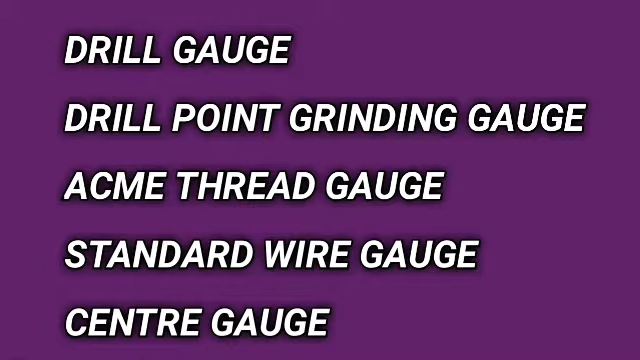 DRILL GAUGE
DRILL POINT GRINDING GAUGE
ACME THREAD GAUGE
STANDARD WIRE GAUGE
CENTRE GAUGE